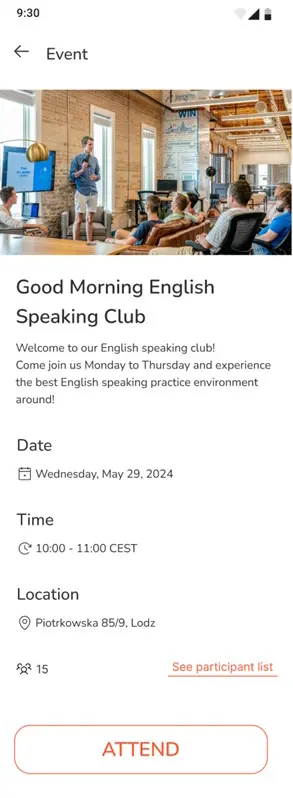 9:30
Event
WIN
Good Morning English
Speaking Club
Welcome to our English speaking club!
Come join us Monday to Thursday and experience
the best English speaking practice environment
around!
Date
Wednesday, May 29, 2024
Time
10:00 - 11:00 CEST
Location
Piotrkowska 85/9, Lodz
15
See participant list
ATTEND